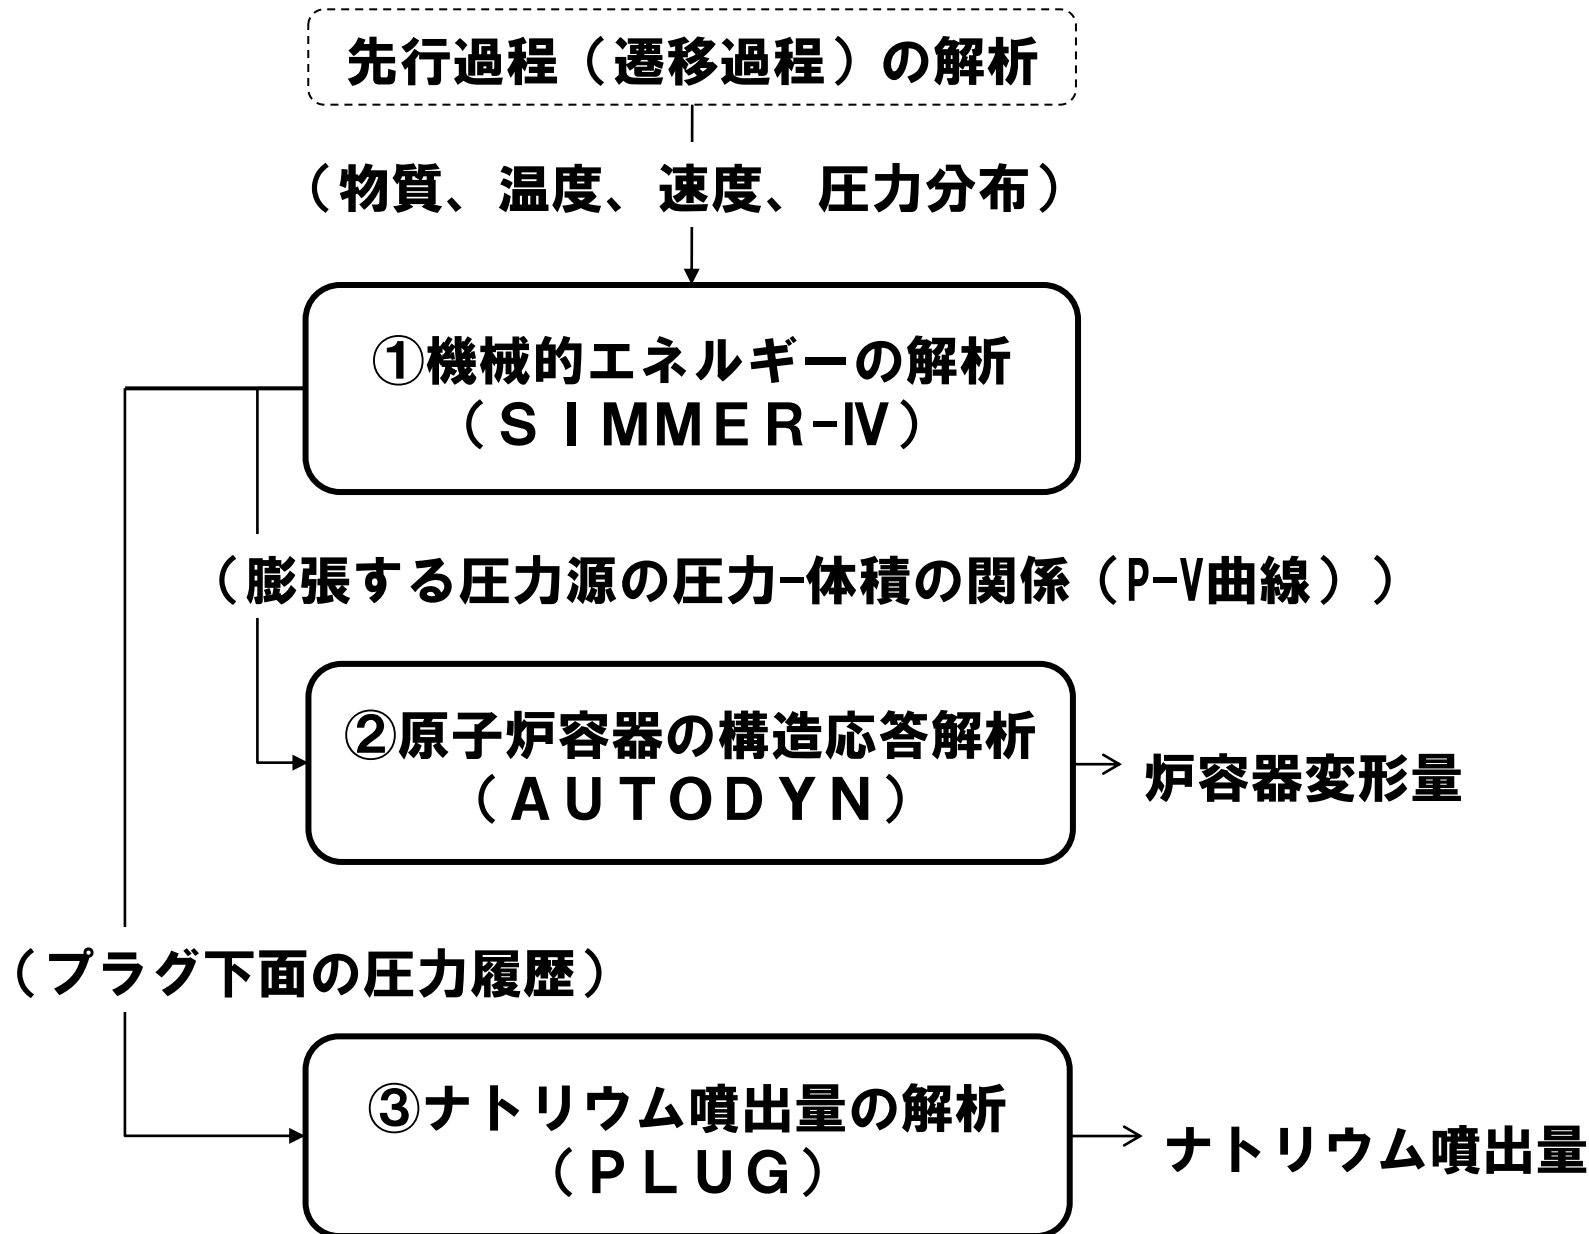 先行過程（遷移過程）の解析
（物質、温度、速度、圧力分布）
①機械的エネルギーの解析
（ＳＩＭＭＥＲ−Ⅳ）
（膨張する圧力源の圧力−体積の関係（P−V曲線））
②原子炉容器の構造応答解析
（ＡＵＴＯＤＹＮ）
炉容器変形量
（プラグ下面の圧力履歴）
③ナトリウム噴出量の解析
（ＰＬＵＧ）
ナトリウム噴出量